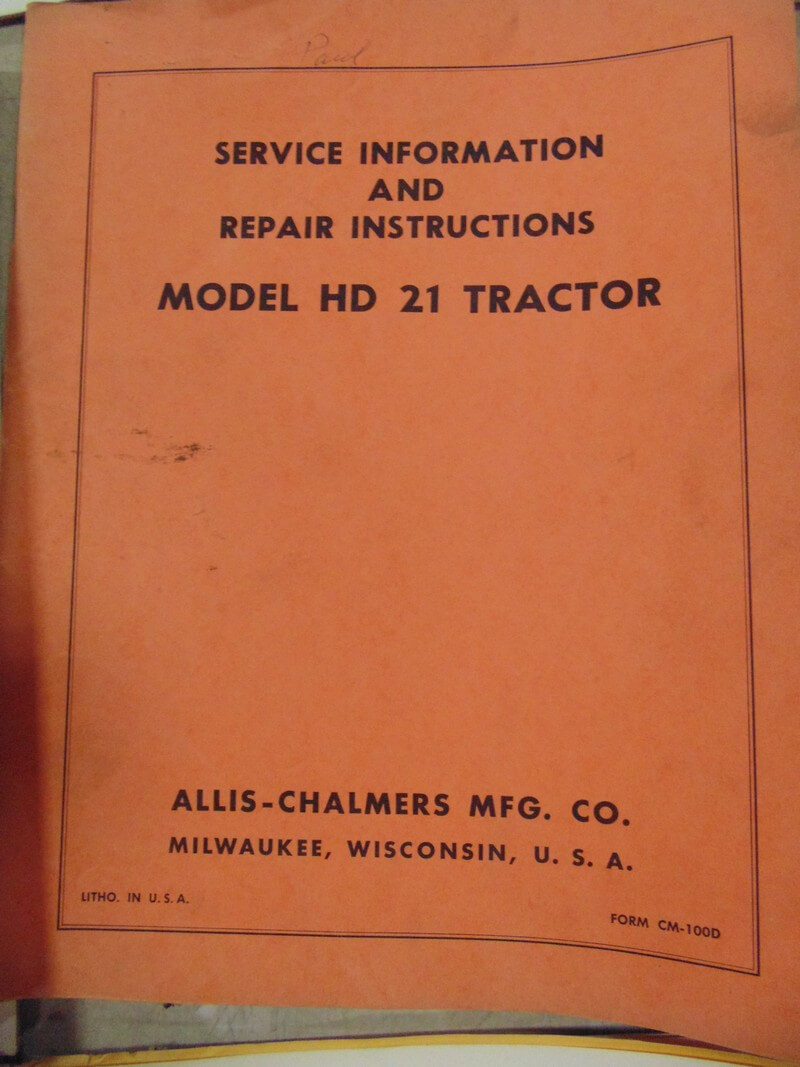 Paul
SERVICE INFORMATION
AND
REPAIR INSTRUCTIONS
MODEL HD 21 TRACTOR
ALLIS-CHALMERS MFG. CO.
MILWAUKEE, WISCONSIN, U. S. A.
LITHO. IN U. S. A.
FORM CM-100D